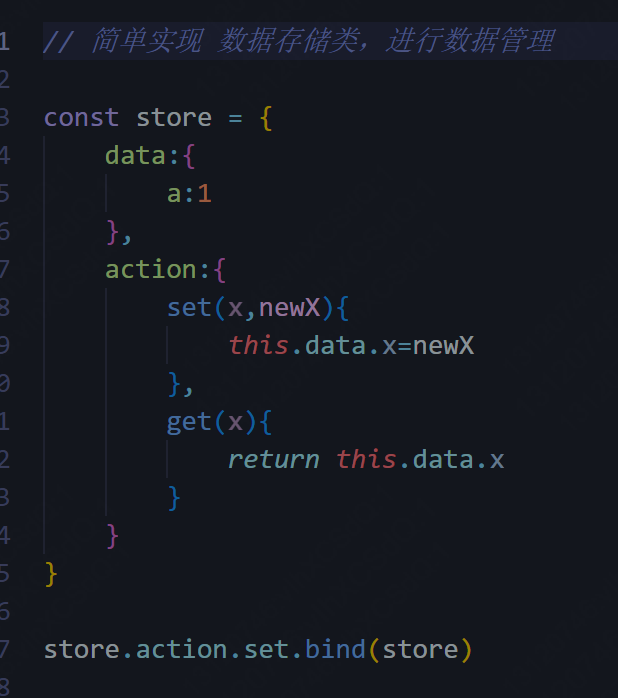 1 // 简单实现 数据存储类，进行数据管理
2
3 const store = {
4     data:{
5         a:1
6     },
7     action:{
8         set(x,newX){
9             this.data.x=newX
0         },
1         get(x){
2             return this.data.x
3         }
4     }
5 }
6
7 store.action.set.bind(store)
8